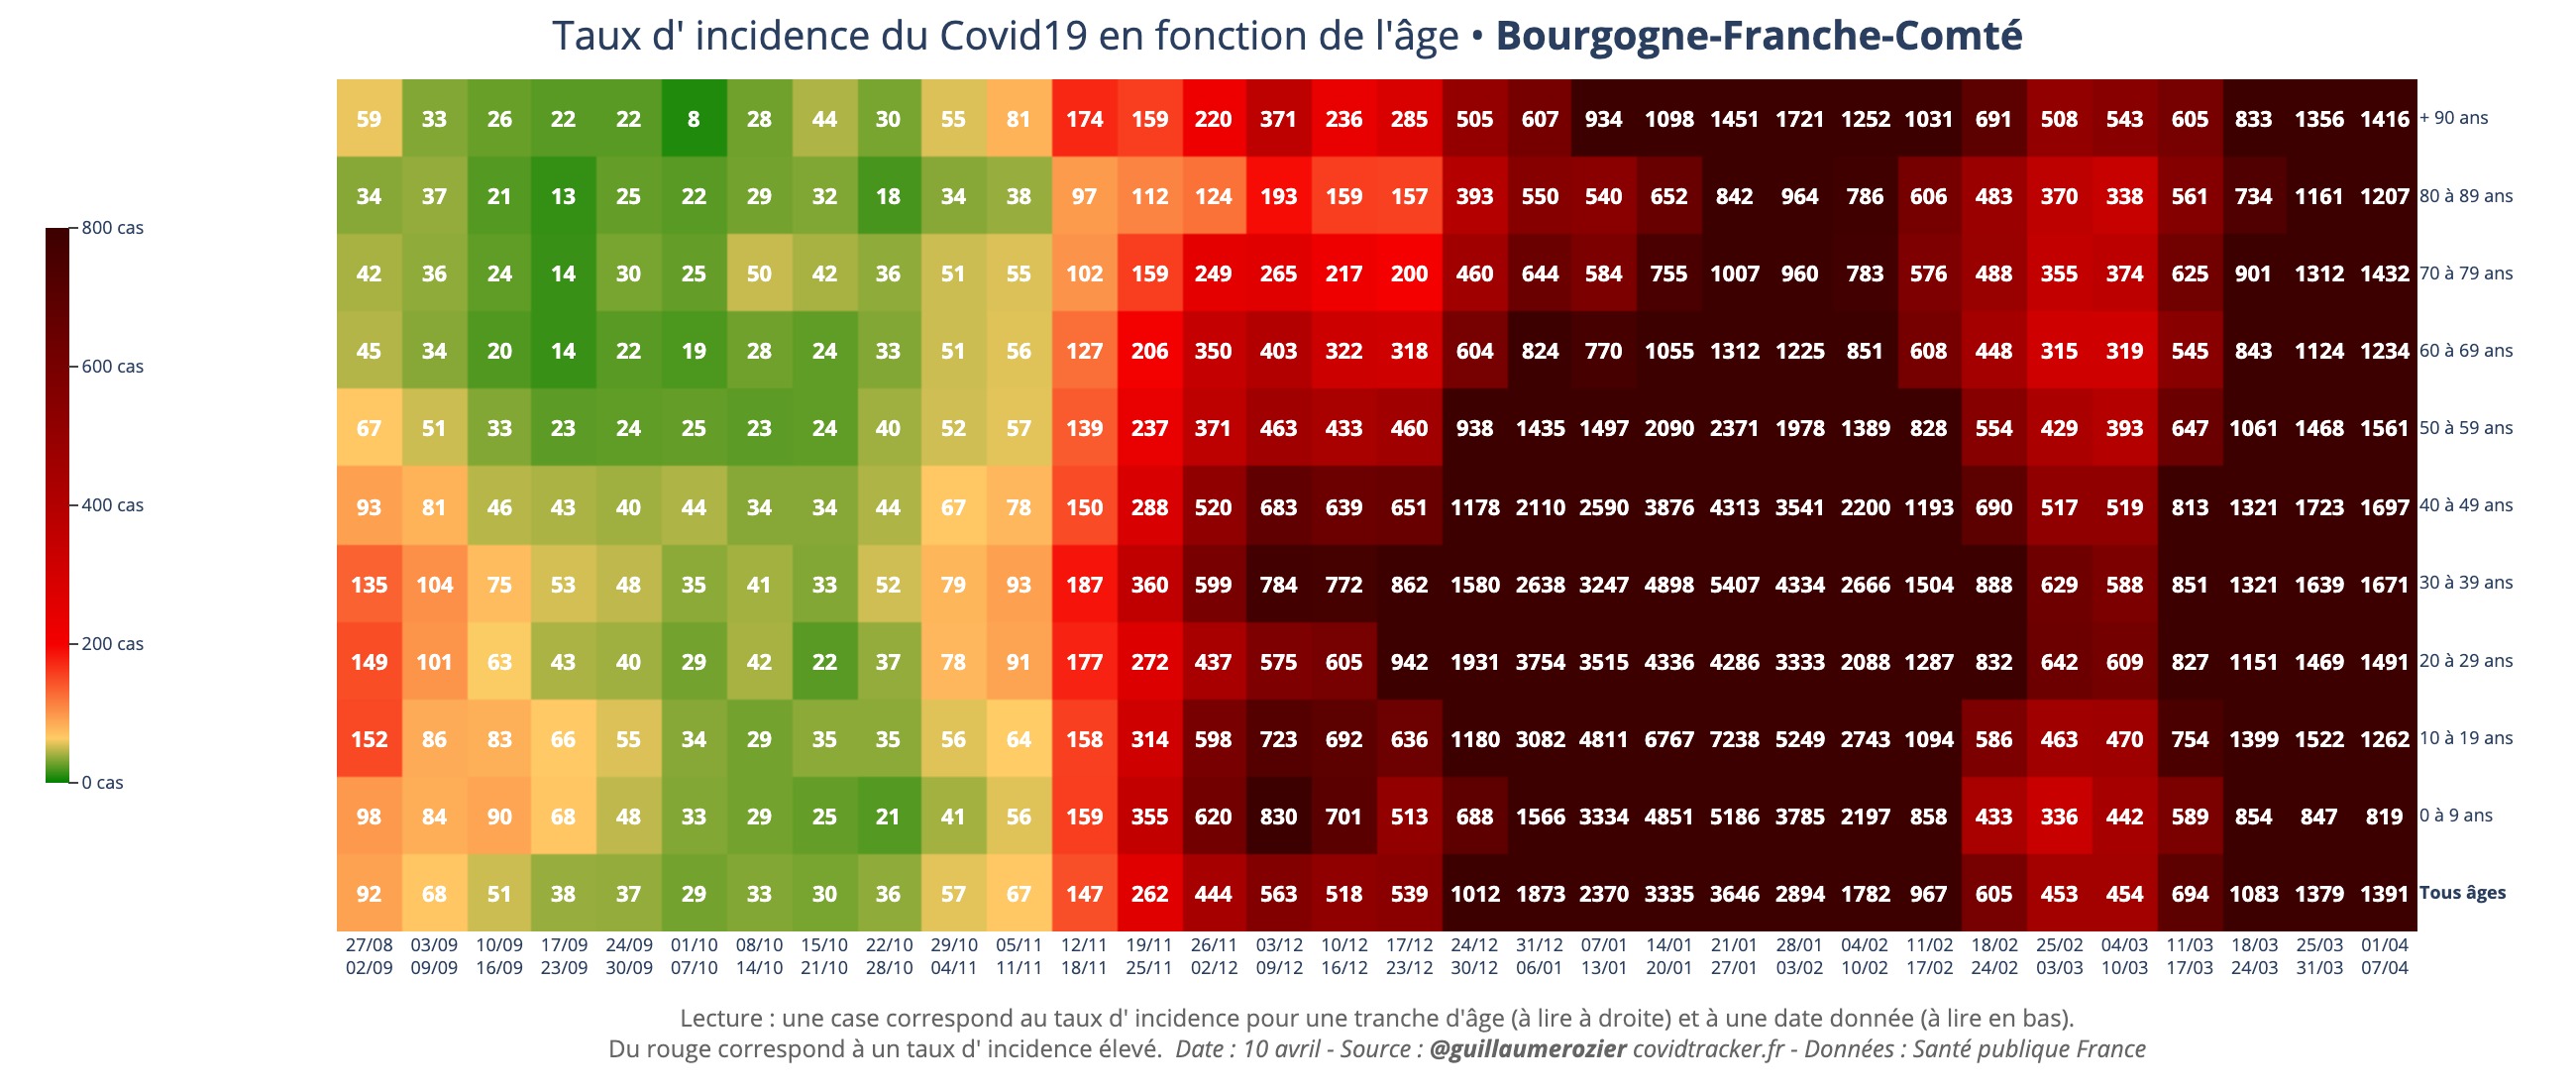 Taux d' incidence du Covid19 en fonction de l'âge • Bourgogne-Franche-Comté
800 cas
600 cas
400 cas
200 cas
0 cas
59 33 26 22 22 8 28 44 30 55 81 174 159 220 371 236 285 505 607 934 1098 1451 1721 1252 1031 691 508 543 605 833 1356 1416 + 90 ans
34 37 21 13 25 22 29 32 18 34 38 97 112 124 193 159 157 393 550 540 652 842 964 786 606 483 370 338 561 734 1161 1207 80 à 89 ans
42 36 24 14 30 25 50 42 36 51 55 102 159 249 265 217 200 460 644 584 755 1007 960 783 576 488 355 374 625 901 1312 1432 70 à 79 ans
45 34 20 14 22 19 28 24 33 51 56 127 206 350 403 322 318 604 824 770 1055 1312 1225 851 608 448 315 319 545 843 1124 1234 60 à 69 ans
67 51 33 23 24 25 23 24 40 52 57 139 237 371 463 433 460 938 1435 1497 2090 2371 1978 1389 828 554 429 393 647 1061 1468 1561 50 à 59 ans
93 81 46 43 40 44 34 34 44 67 78 150 288 520 683 639 651 1178 2110 2590 3876 4313 3541 2200 1193 690 517 519 813 1321 1723 1697 40 à 49 ans
135 104 75 53 48 35 41 33 52 79 93 187 360 599 784 772 862 1580 2638 3247 4898 5407 4334 2666 1504 888 629 588 851 1321 1639 1671 30 à 39 ans
149 101 63 43 40 29 42 22 37 78 91 177 272 437 575 605 942 1931 3754 3515 4336 4286 3333 2088 1287 832 642 609 827 1151 1469 1491 20 à 29 ans
152 86 83 66 55 34 29 35 35 56 64 158 314 598 723 692 636 1180 3082 4811 6767 7238 5249 2743 1094 586 463 470 754 1399 1522 1262 10 à 19 ans
98 84 90 68 48 33 29 25 21 41 56 159 355 620 830 701 513 688 1566 3334 4851 5186 3785 2197 858 433 336 442 589 854 847 819 0 à 9 ans
92 68 51 38 37 29 33 30 36 57 67 147 262 444 563 518 539 1012 1873 2370 3335 3646 2894 1782 967 605 453 454 694 1083 1379 1391 Tous âges
27/08 03/09 10/09 17/09 24/09 01/10 08/10 15/10 22/10 29/10 05/11 12/11 19/11 26/11 03/12 10/12 17/12 24/12 31/12 07/01 14/01 21/01 28/01 04/02 11/02 18/02 25/02 04/03 11/03 18/03 25/03 01/04
02/09 09/09 16/09 23/09 30/09 07/10 14/10 21/10 28/10 04/11 11/11 18/11 25/11 02/12 09/12 16/12 23/12 30/12 06/01 13/01 20/01 27/01 03/02 10/02 17/02 24/02 03/03 10/03 17/03 24/03 31/03 07/04
Lecture : une case correspond au taux d' incidence pour une tranche d'âge (à lire à droite) et à une date donnée (à lire en bas).
Du rouge correspond à un taux d' incidence élevé. Date : 10 avril - Source : @guillaumerozier covidtracker.fr - Données : Santé publique France